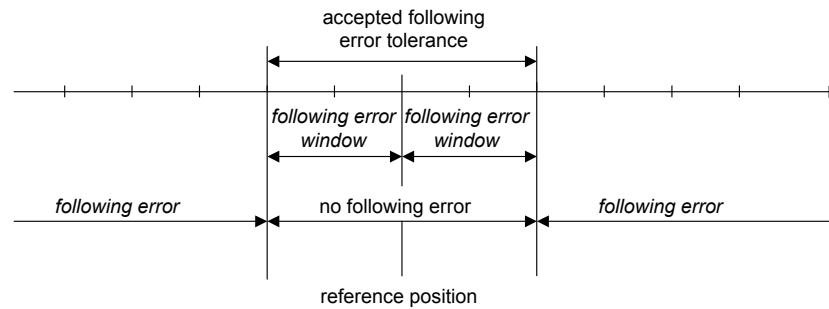 accepted following
error tolerance
following error following error
window window
following error no following error following error
reference position